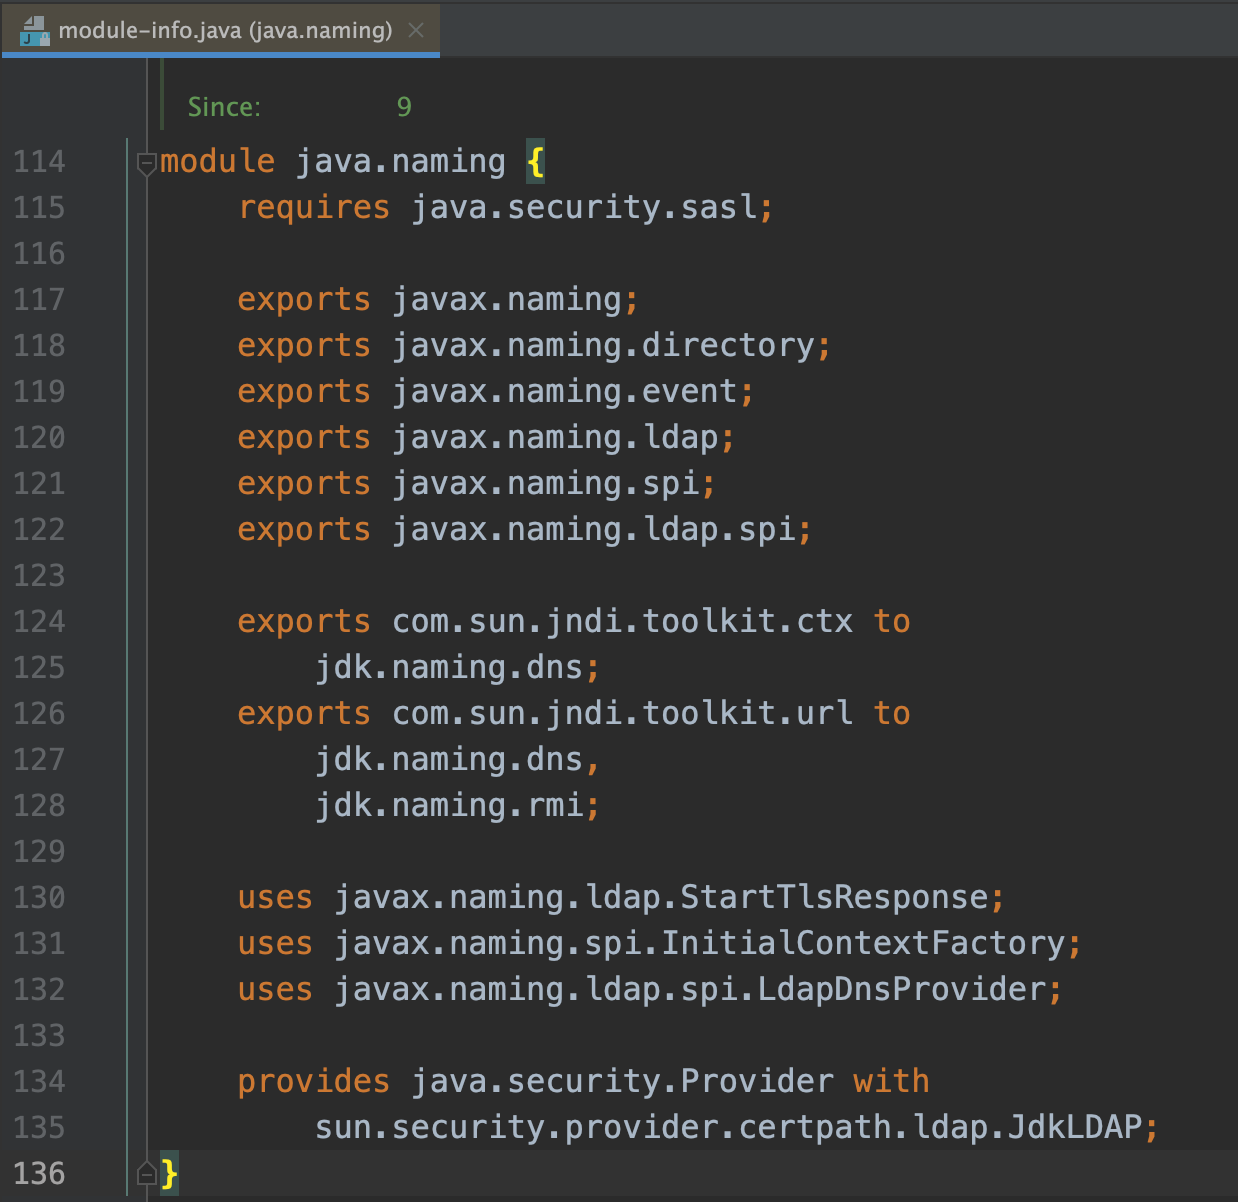 module-info.java (java.naming)
Since: 9
114 module java.naming {
115     requires java.security.sasl;
116
117     exports javax.naming;
118     exports javax.naming.directory;
119     exports javax.naming.event;
120     exports javax.naming.ldap;
121     exports javax.naming.spi;
122     exports javax.naming.ldap.spi;
123
124     exports com.sun.jndi.toolkit.ctx to
125         jdk.naming.dns;
126     exports com.sun.jndi.toolkit.url to
127         jdk.naming.dns,
128         jdk.naming.rmi;
129
130     uses javax.naming.ldap.StartTlsResponse;
131     uses javax.naming.spi.InitialContextFactory;
132     uses javax.naming.ldap.spi.LdapDnsProvider;
133
134     provides java.security.Provider with
135         sun.security.provider.certpath.ldap.JdkLDAP;
136 }